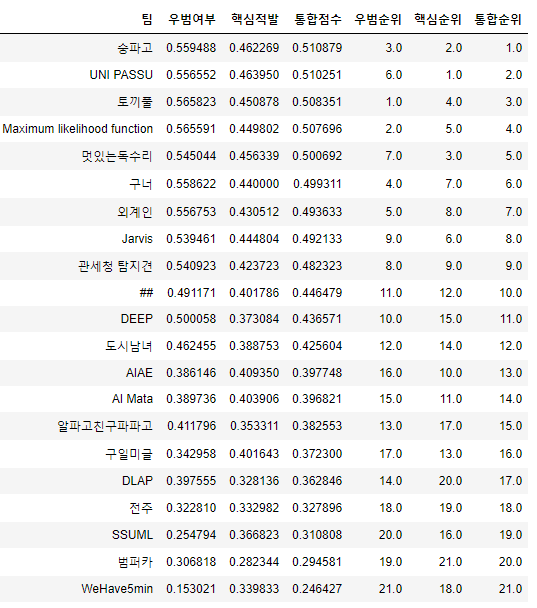 팀 우범여부 핵심적발 통합점수 우범순위 핵심순위 통합순위
숭파고 0.559488 0.462269 0.510879 3.0 2.0 1.0
UNI PASSU 0.556552 0.463950 0.510251 6.0 1.0 2.0
토끼풀 0.565823 0.450878 0.508351 1.0 4.0 3.0
Maximum likelihood function 0.565591 0.449802 0.507696 2.0 5.0 4.0
멋있는독수리 0.545044 0.456339 0.500692 7.0 3.0 5.0
구너 0.558622 0.440000 0.499311 4.0 7.0 6.0
외계인 0.556753 0.430512 0.493633 5.0 8.0 7.0
Jarvis 0.539461 0.444804 0.492133 9.0 6.0 8.0
관세청 탐지견 0.540923 0.423723 0.482323 8.0 9.0 9.0
## 0.491171 0.401786 0.446479 11.0 12.0 10.0
DEEP 0.500058 0.373084 0.436571 10.0 15.0 11.0
도시남녀 0.462455 0.388753 0.425604 12.0 14.0 12.0
AIAE 0.386146 0.409350 0.397748 16.0 10.0 13.0
AI Mata 0.389736 0.403906 0.396821 15.0 11.0 14.0
알파고친구파파고 0.411796 0.353311 0.382553 13.0 17.0 15.0
구일미글 0.342958 0.401643 0.372300 17.0 13.0 16.0
DLAP 0.397555 0.328136 0.362846 14.0 20.0 17.0
전주 0.322810 0.332982 0.327896 18.0 19.0 18.0
SSUML 0.254794 0.366823 0.310808 20.0 16.0 19.0
범퍼카 0.306818 0.282344 0.294581 19.0 21.0 20.0
WeHave5min 0.153021 0.339833 0.246427 21.0 18.0 21.0